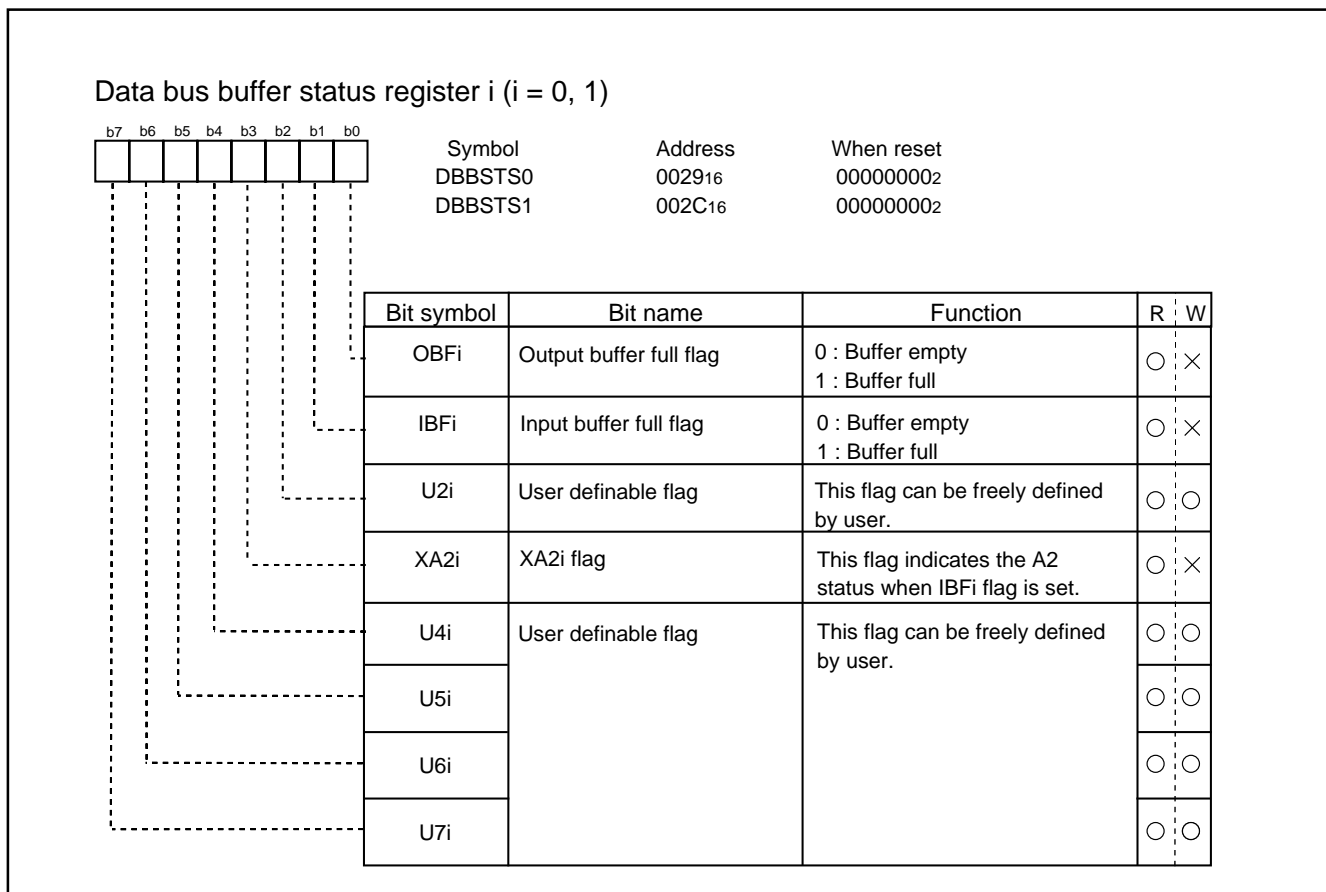 Data bus buffer status register i (i = 0, 1)
b7 b6 b5 b4 b3 b2 b1 b0
Symbol Address When reset
DBBSTS0 002916 000000002
DBBSTS1 002C16 000000002
Bit symbol Bit name Function R W
OBFi Output buffer full flag 0 : Buffer empty
1 : Buffer full
IBFi Input buffer full flag 0 : Buffer empty
1 : Buffer full
U2i User definable flag This flag can be freely defined
by user.
XA2i XA2i flag This flag indicates the A2
status when IBFi flag is set.
U4i User definable flag This flag can be freely defined
by user.
U5i
U6i
U7i